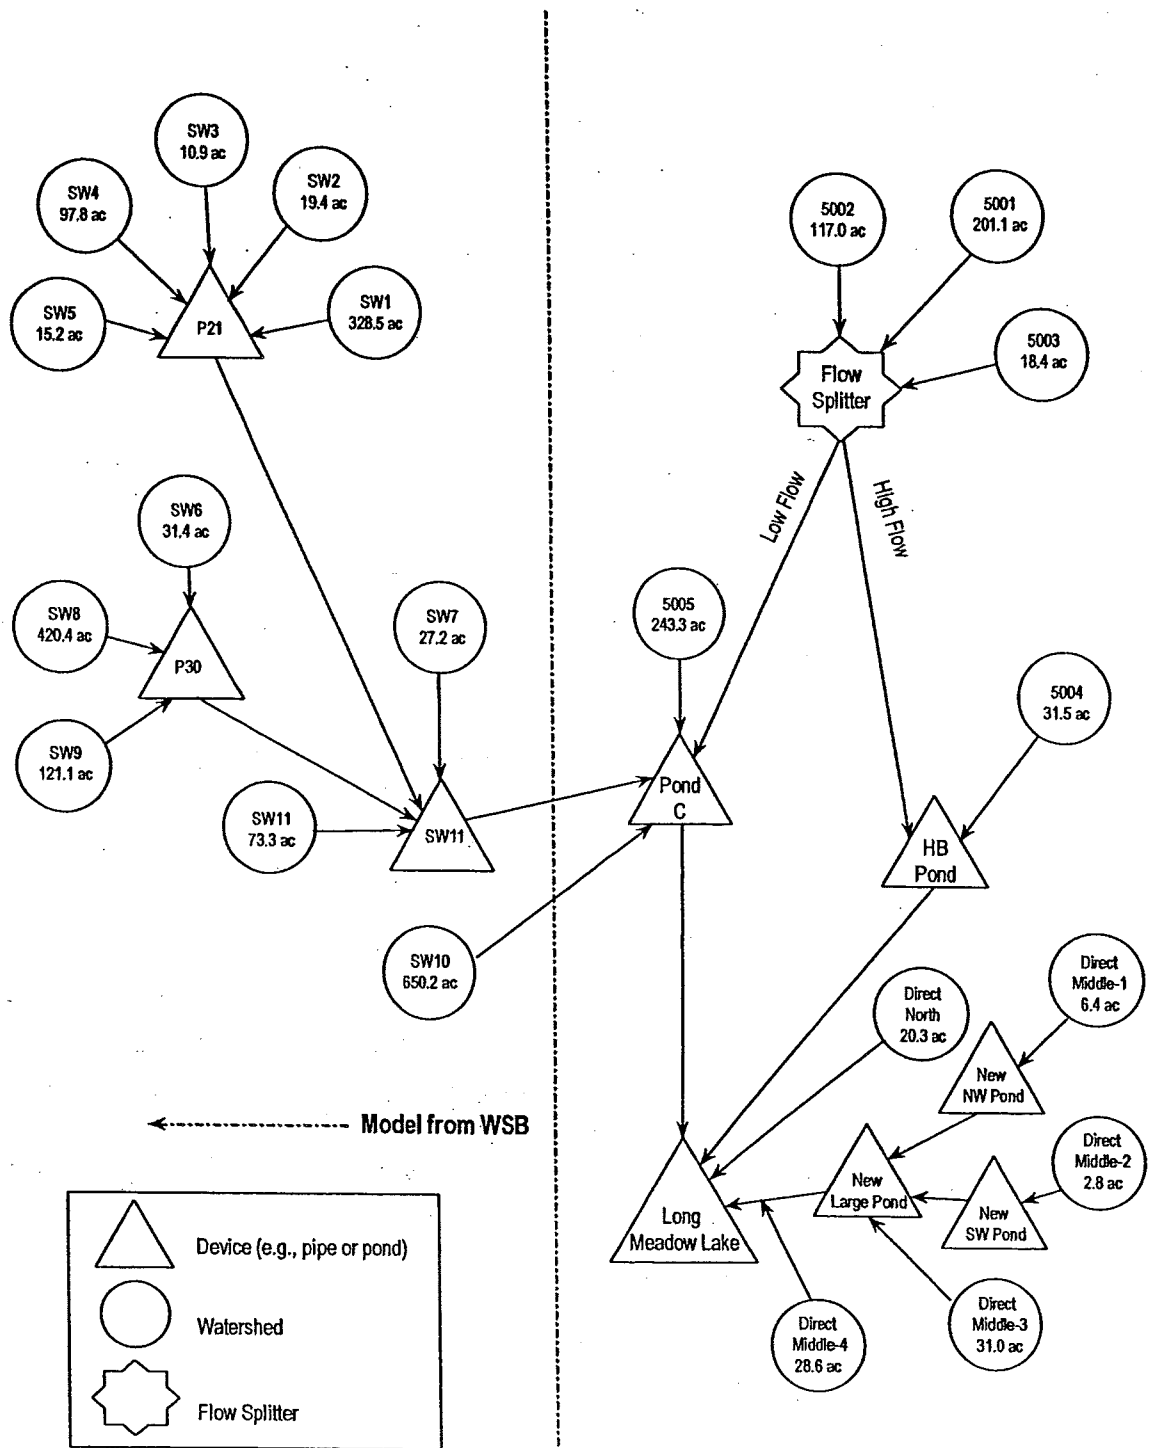 SW3
10.9 ac
SW4
97.8 ac
SW2
19.4 ac
SW5
15.2 ac
P21
SW1
328.5 ac
5002
117.0 ac
5001
201.1 ac
5003
18.4 ac
Flow
Splitter
Low Flow
High Flow
SW6
31.4 ac
SW8
420.4 ac
P30
SW9
121.1 ac
SW7
27.2 ac
SW11
73.3 ac
SW11
SW10
650.2 ac
5005
243.3 ac
Pond
C
5004
31.5 ac
HB
Pond
Direct
North
20.3 ac
Direct
Middle-1
6.4 ac
New
NW Pond
Direct
Middle-2
2.8 ac
New
SW Pond
New
Large Pond
Long
Meadow Lake
Direct
Middle-4
28.6 ac
Direct
Middle-3
31.0 ac
Model from WSB
Device (e.g., pipe or pond)
Watershed
Flow Splitter